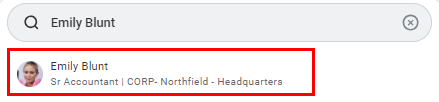 Emily Blunt
Emily Blunt
Sr Accountant | CORP- Northfield - Headquarters